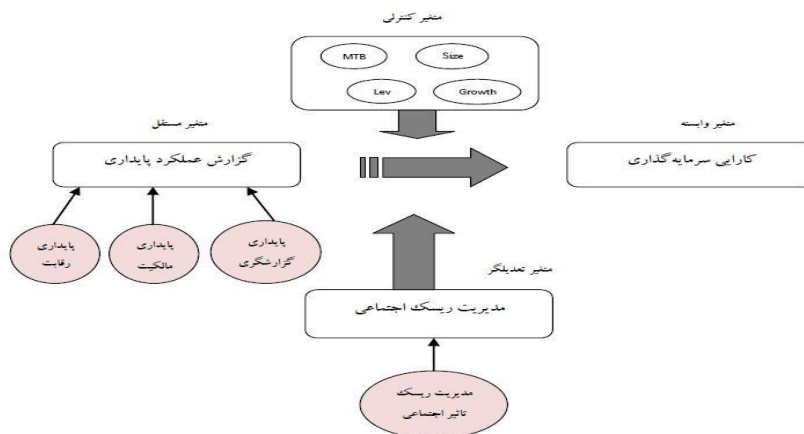 متغیر کنترلی
MTB
Size
Lev
Growth
متغیر وابسته
متغیر مستقل
کارایی سرمایه‌گذاری
گزارش عملکرد پایداری
پایداری
گزارشگری
پایداری
مالکیت
پایداری
رقابت
متغیر تعدیلگر
مدیریت ریسک اجتماعی
مدیریت ریسک
تاثیر اجتماعی